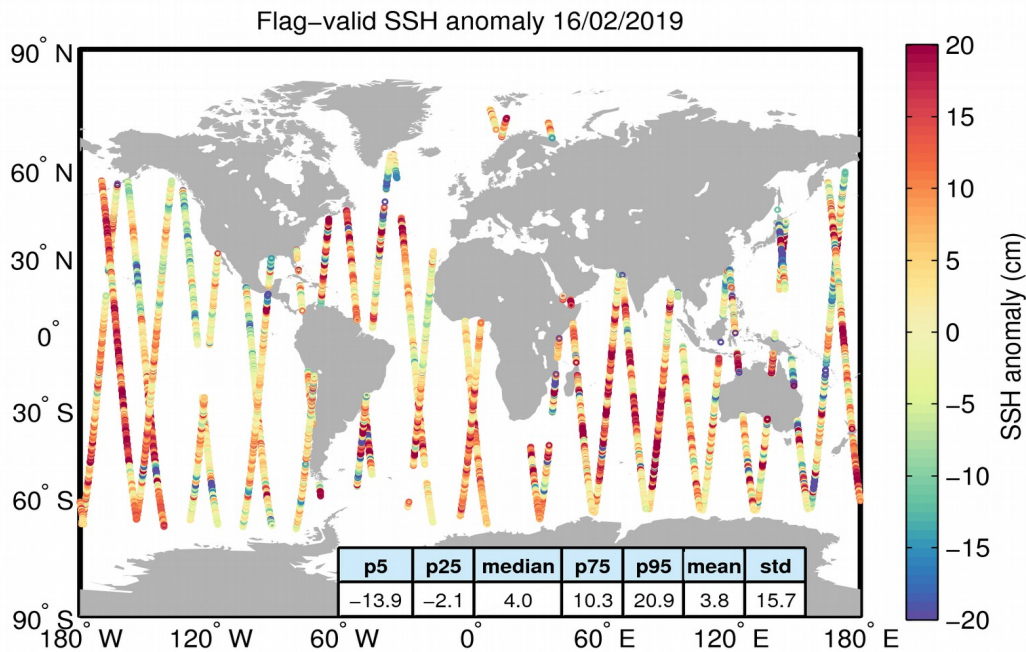 Flag−valid SSH anomaly 16/02/2019
90° N
60° N
30° N
0°
30° S
60° S
90° S
180° W
120° W
60° W
0°
60° E
120° E
180° E
p5 p25 median p75 p95 mean std
−13.9 −2.1 4.0 10.3 20.9 3.8 15.7
20
15
10
5
0
−5
−10
−15
−20
SSH anomaly (cm)